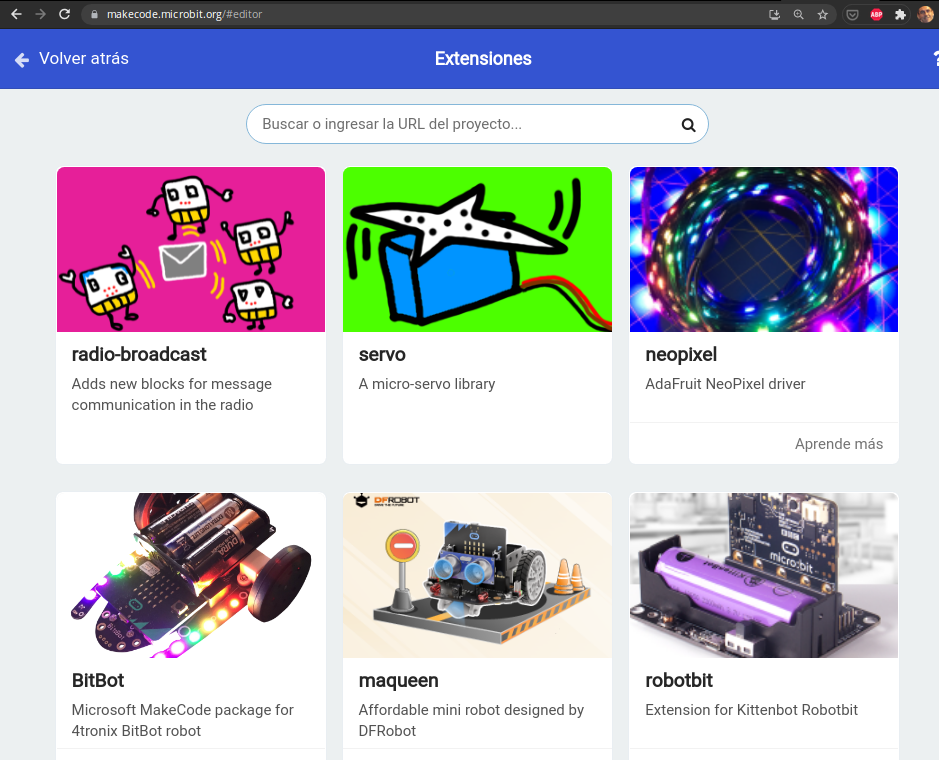 makecode.microbit.org/#editor
ABP
Volver atrás
Extensiones
?
Buscar o ingresar la URL del proyecto...
radio-broadcast
Adds new blocks for message
communication in the radio
servo
A micro-servo library
neopixel
AdaFruit NeoPixel driver
Aprende más
DFROBOT
micro:bit
BitBot
Microsoft MakeCode package for
4tronix BitBot robot
maqueen
Affordable mini robot designed by
DFRobot
robotbit
Extension for Kittenbot Robotbit